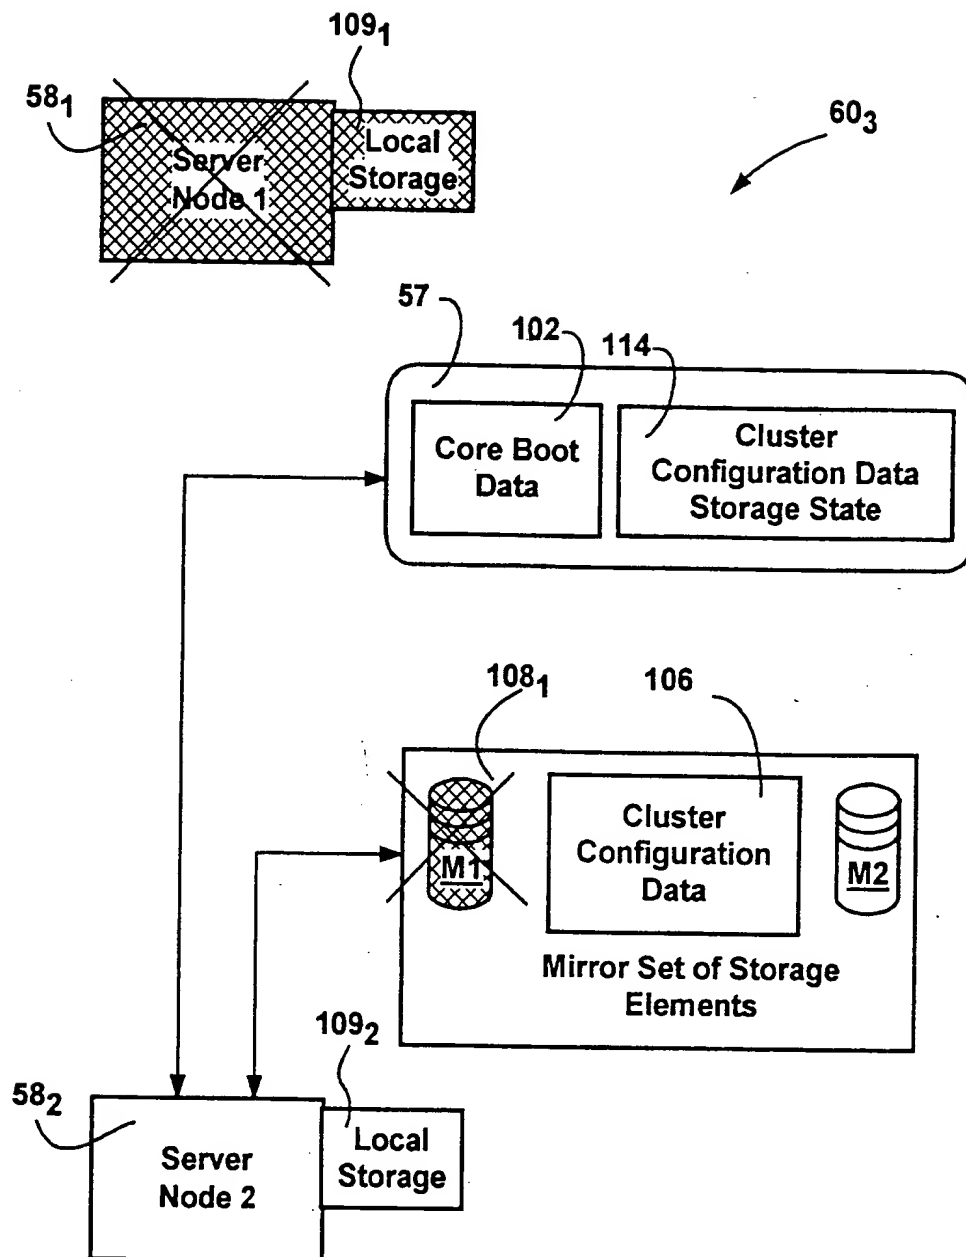 109₁
58₁
60₃
Server
Node 1
Local
Storage
57
102
114
Core Boot
Data
Cluster
Configuration Data
Storage State
108₁
106
M1
Cluster
Configuration
Data
M2
Mirror Set of Storage
Elements
109₂
58₂
Server
Node 2
Local
Storage